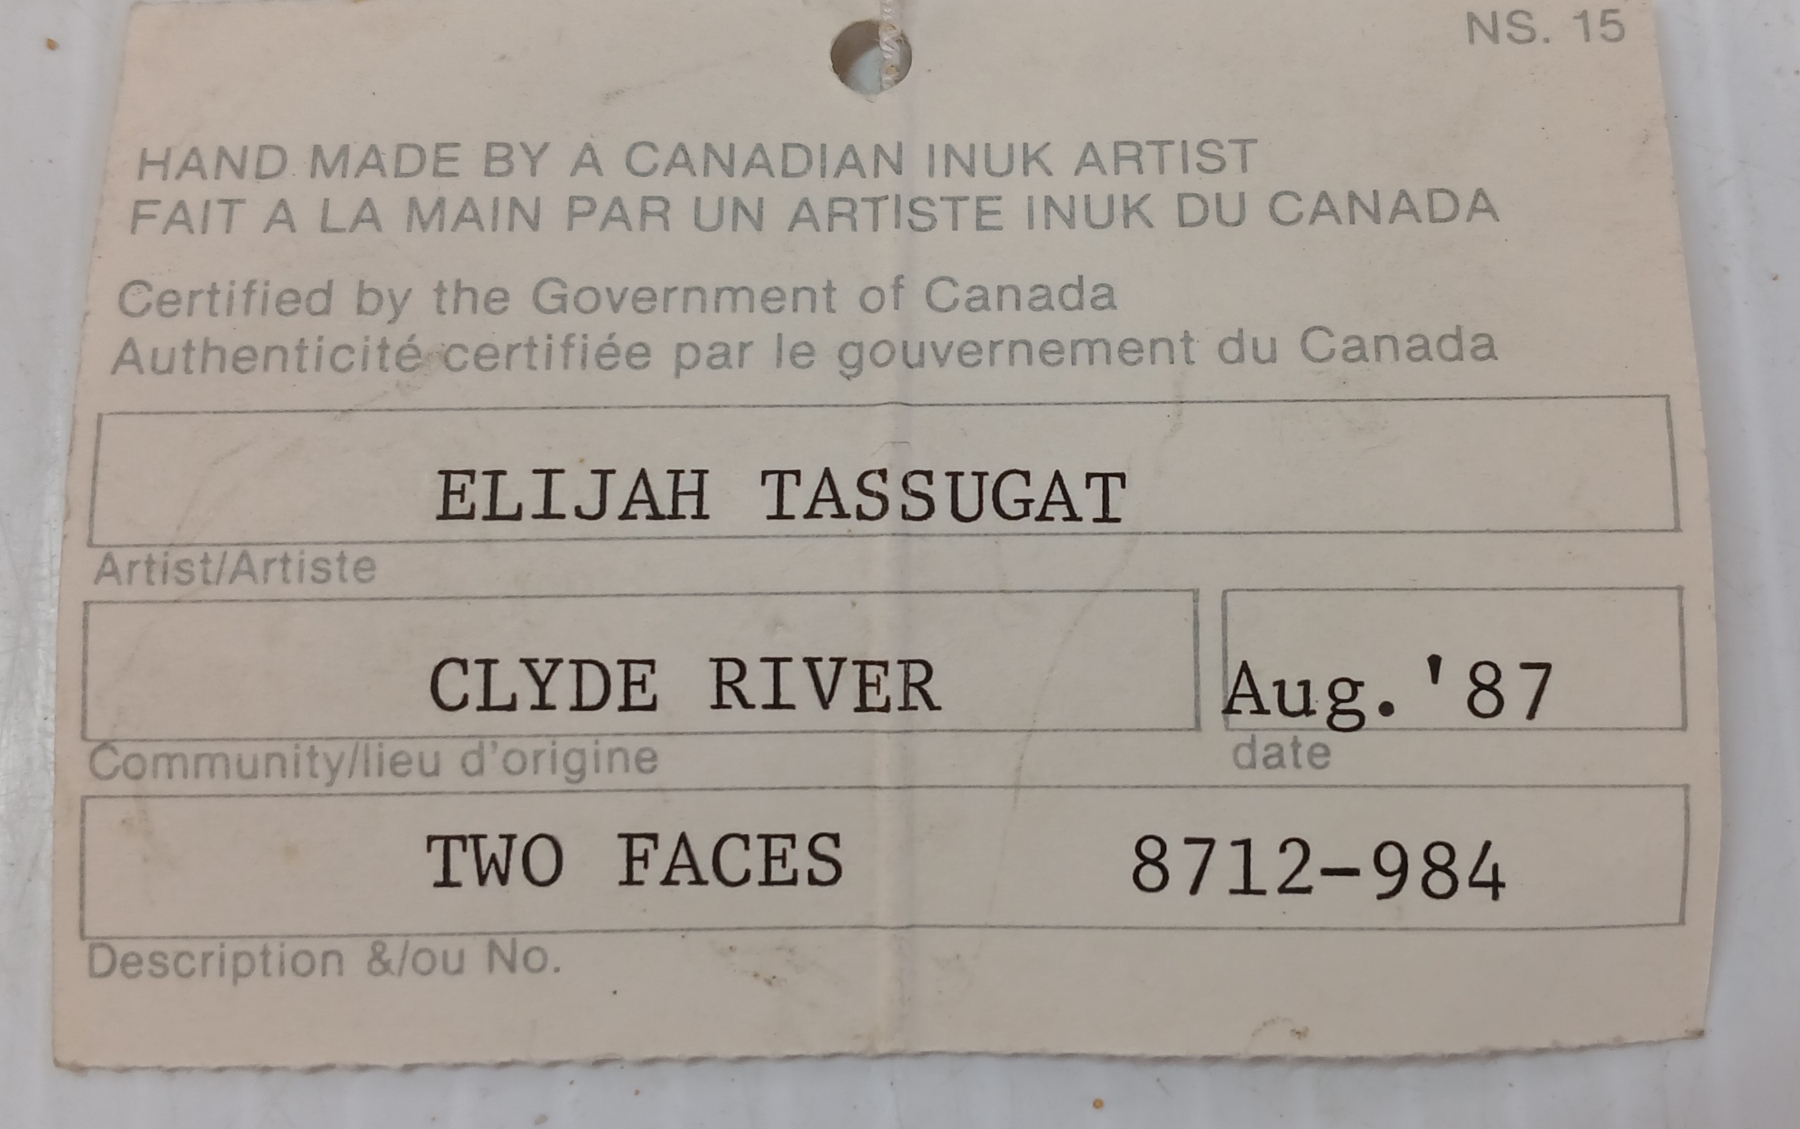 NS. 15
HAND MADE BY A CANADIAN INUK ARTIST
FAIT A LA MAIN PAR UN ARTISTE INUK DU CANADA
Certified by the Government of Canada
Authenticité certifiée par le gouvernement du Canada
ELIJAH TASSUGAT
Artist/Artiste
CLYDE RIVER Aug.'87
Community/lieu d'origine date
TWO FACES 8712-984
Description &/ou No.